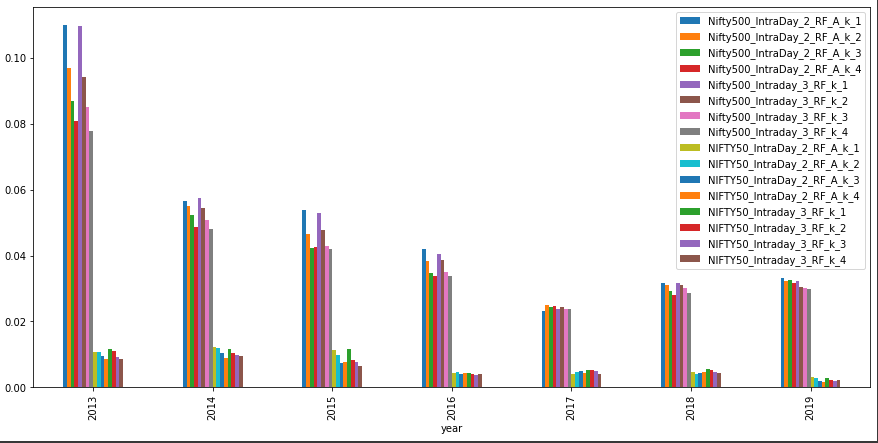 Nifty500_IntraDay_2_RF_A_k_1
Nifty500_IntraDay_2_RF_A_k_2
Nifty500_IntraDay_2_RF_A_k_3
Nifty500_IntraDay_2_RF_A_k_4
Nifty500_Intraday_3_RF_k_1
Nifty500_Intraday_3_RF_k_2
Nifty500_Intraday_3_RF_k_3
Nifty500_Intraday_3_RF_k_4
NIFTY50_IntraDay_2_RF_A_k_1
NIFTY50_IntraDay_2_RF_A_k_2
NIFTY50_IntraDay_2_RF_A_k_3
NIFTY50_IntraDay_2_RF_A_k_4
NIFTY50_Intraday_3_RF_k_1
NIFTY50_Intraday_3_RF_k_2
NIFTY50_Intraday_3_RF_k_3
NIFTY50_Intraday_3_RF_k_4
0.10
0.08
0.06
0.04
0.02
0.00
2013
2014
2015
2016
2017
2018
2019
year